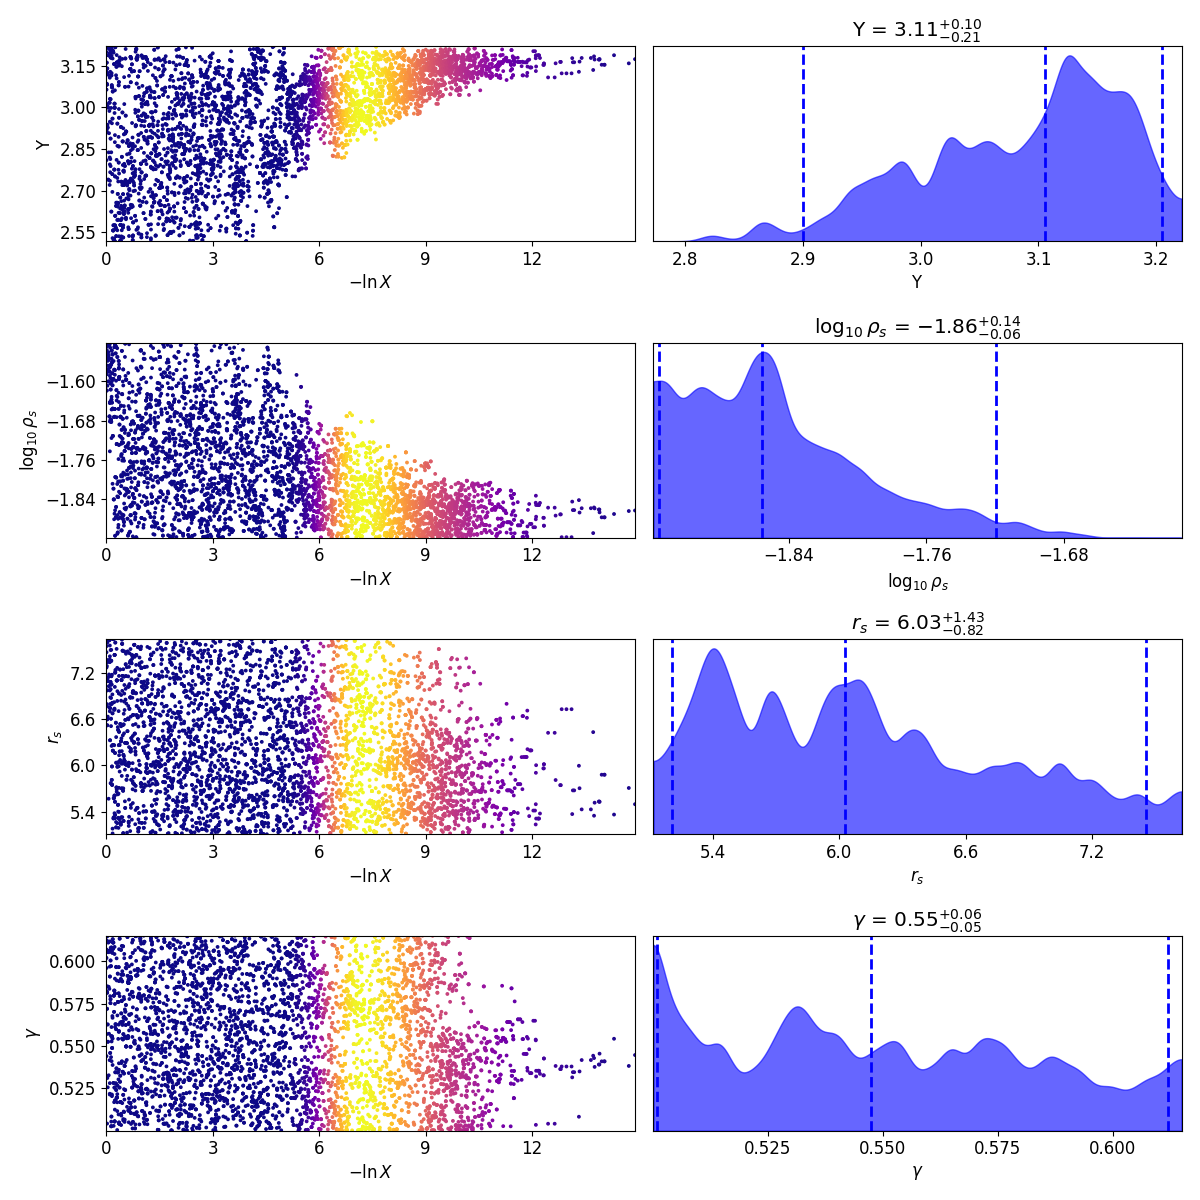 Y = 3.11^{+0.10}_{−0.21}
3.15
3.00
2.85
2.70
2.55
Y
0 3 6 9 12
−ln X
2.8 2.9 3.0 3.1 3.2
Y
log₁₀ ρₛ = −1.86^{+0.14}_{−0.06}
−1.60
−1.68
−1.76
−1.84
log₁₀ ρₛ
0 3 6 9 12
−ln X
−1.84 −1.76 −1.68
log₁₀ ρₛ
rₛ = 6.03^{+1.43}_{−0.82}
7.2
6.6
6.0
5.4
rₛ
0 3 6 9 12
−ln X
5.4 6.0 6.6 7.2
rₛ
γ = 0.55^{+0.06}_{−0.05}
0.600
0.575
0.550
0.525
γ
0 3 6 9 12
−ln X
0.525 0.550 0.575 0.600
γ